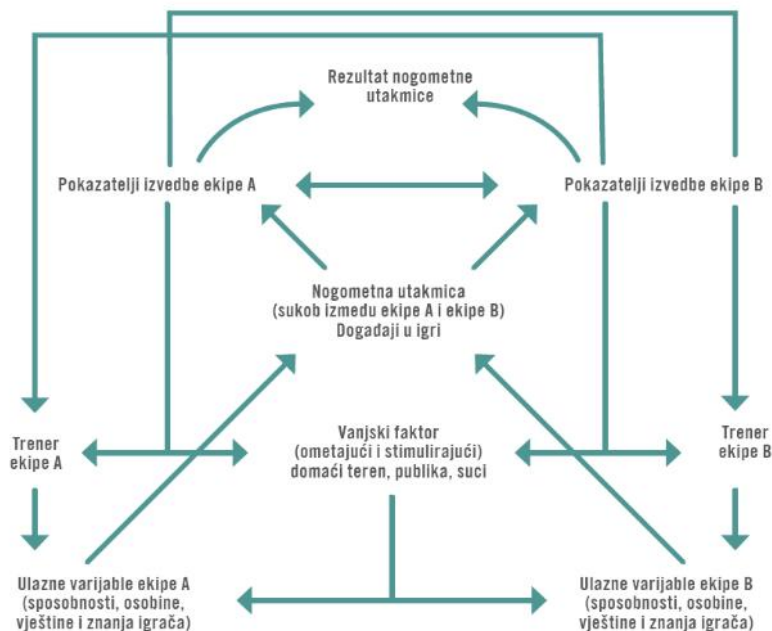 Rezultat nogometne
utakmice
Pokazatelji izvedbe ekipe A
Pokazatelji izvedbe ekipe B
Nogometna utakmica
(sukob između ekipe A i ekipe B)
Događaji u igri
Trener
ekipe A
Vanjski faktor
(ometajući i stimulirajući)
domaći teren, publika, suci
Trener
ekipe B
Ulazne varijable ekipe A
(sposobnosti, osobine,
vještine i znanja igrača)
Ulazne varijable ekipe B
(sposobnosti, osobine,
vještine i znanja igrača)